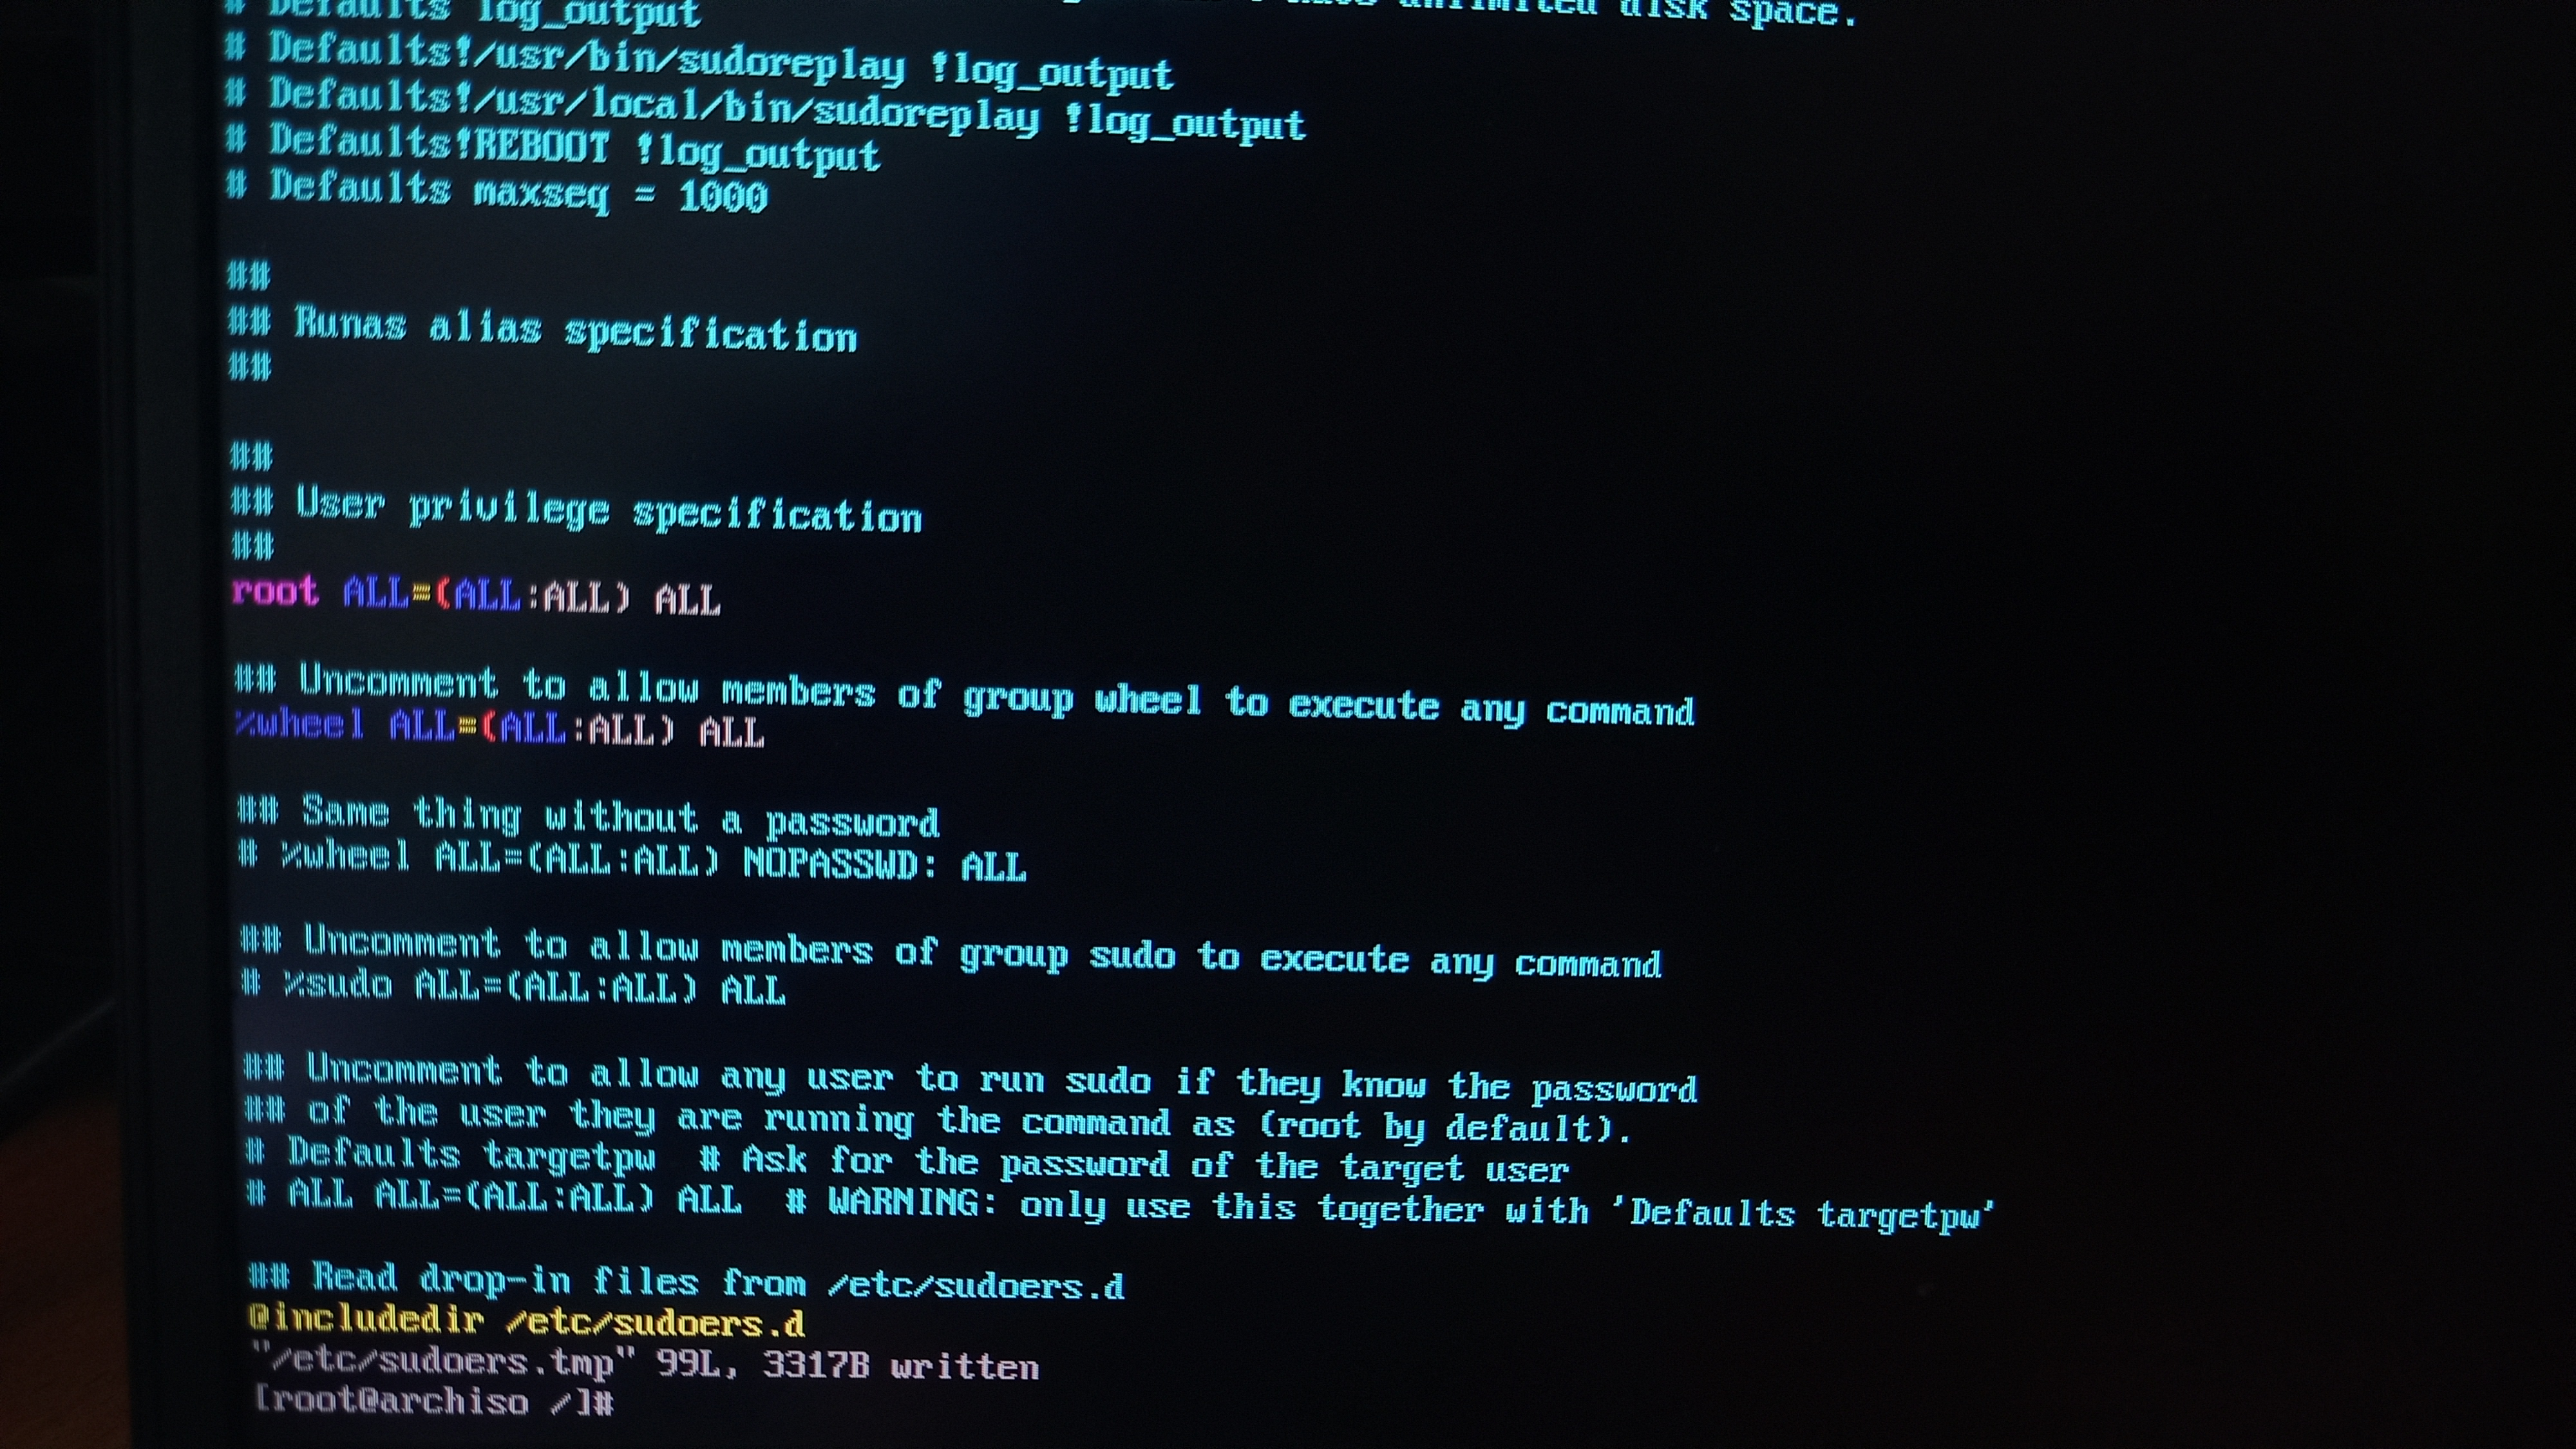 # Defaults log_output
# Defaults!/usr/bin/sudoreplay !log_output
# Defaults!/usr/local/bin/sudoreplay !log_output
# Defaults!REBOOT !log_output
# Defaults maxseq = 1000
##
## Runas alias specification
##
##
## User privilege specification
##
root ALL=(ALL:ALL) ALL
## Uncomment to allow members of group wheel to execute any command
%wheel ALL=(ALL:ALL) ALL
## Same thing without a password
# %wheel ALL=(ALL:ALL) NOPASSWD: ALL
## Uncomment to allow members of group sudo to execute any command
# %sudo ALL=(ALL:ALL) ALL
## Uncomment to allow any user to run sudo if they know the password
## of the user they are running the command as (root by default).
# Defaults targetpw  # Ask for the password of the target user
# ALL ALL=(ALL:ALL) ALL  # WARNING: only use this together with 'Defaults targetpw'
## Read drop-in files from /etc/sudoers.d
@includedir /etc/sudoers.d
"/etc/sudoers.tmp" 99L, 3317B written
[root@archiso /]#